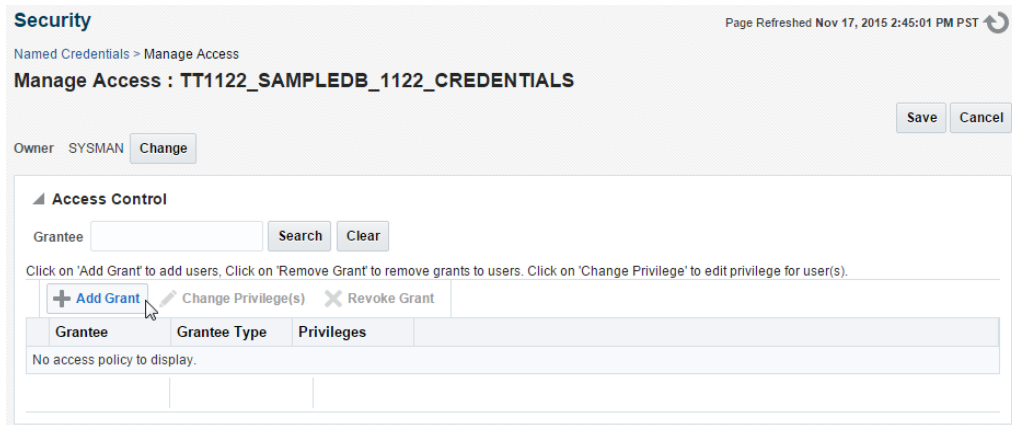 Security
Page Refreshed Nov 17, 2015 2:45:01 PM PST
Named Credentials > Manage Access
Manage Access : TT1122_SAMPLEDB_1122_CREDENTIALS
Save Cancel
Owner SYSMAN Change
Access Control
Grantee Search Clear
Click on 'Add Grant' to add users, Click on 'Remove Grant' to remove grants to users. Click on 'Change Privilege' to edit privilege for user(s).
Add Grant Change Privilege(s) Revoke Grant
Grantee Grantee Type Privileges
No access policy to display.